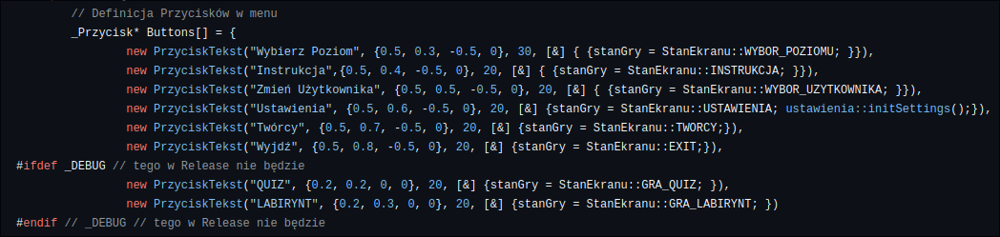 // Definicja Przycisków w menu
_Przycisk* Buttons[] = {
new PrzyciskTekst("Wybierz Poziom", {0.5, 0.3, -0.5, 0}, 30, [&] { {stanGry = StanEkranu::WYBOR_POZIOMU; }}),
new PrzyciskTekst("Instrukcja",{0.5, 0.4, -0.5, 0}, 20, [&] { {stanGry = StanEkranu::INSTRUKCJA; }}),
new PrzyciskTekst("Zmień Użytkownika", {0.5, 0.5, -0.5, 0}, 20, [&] { {stanGry = StanEkranu::WYBOR_UZYTKOWNIKA; }}),
new PrzyciskTekst("Ustawienia", {0.5, 0.6, -0.5, 0}, 20, [&] {stanGry = StanEkranu::USTAWIENIA; ustawienia::initSettings();}),
new PrzyciskTekst("Twórcy", {0.5, 0.7, -0.5, 0}, 20, [&] {stanGry = StanEkranu::TWORCY;}),
new PrzyciskTekst("Wyjdź", {0.5, 0.8, -0.5, 0}, 20, [&] {stanGry = StanEkranu::EXIT;}),
#ifdef _DEBUG // tego w Release nie będzie
new PrzyciskTekst("QUIZ", {0.2, 0.2, 0, 0}, 20, [&] {stanGry = StanEkranu::GRA_QUIZ; }),
new PrzyciskTekst("LABIRYNT", {0.2, 0.3, 0, 0}, 20, [&] {stanGry = StanEkranu::GRA_LABIRYNT; })
#endif // _DEBUG // tego w Release nie będzie